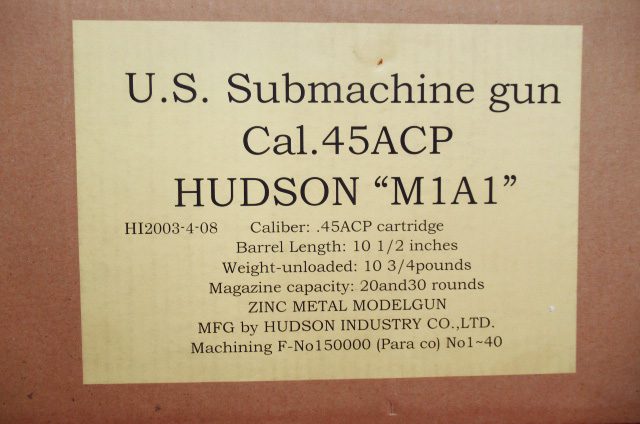 U.S. Submachine gun
Cal.45ACP
HUDSON “M1A1”
HI2003-4-08 Caliber: .45ACP cartridge
Barrel Length: 10 1/2 inches
Weight-unloaded: 10 3/4pounds
Magazine capacity: 20and30 rounds
ZINC METAL MODELGUN
MFG by HUDSON INDUSTRY CO.,LTD.
Machining F-No150000 (Para co) No1~40